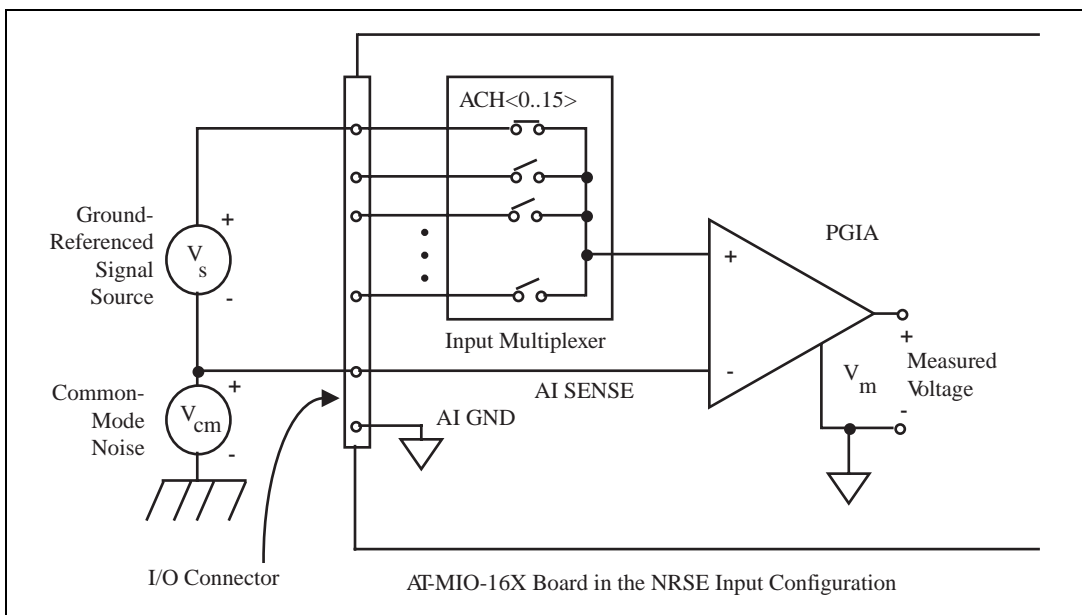 ACH<0..15>
Ground-
Referenced
Signal
Source
+
V
s
-
+
-
PGIA
Input Multiplexer
+
Measured
Voltage
-
V
m
AI SENSE
AI GND
Common-
Mode
Noise
+
V
cm
-
I/O Connector
AT-MIO-16X Board in the NRSE Input Configuration